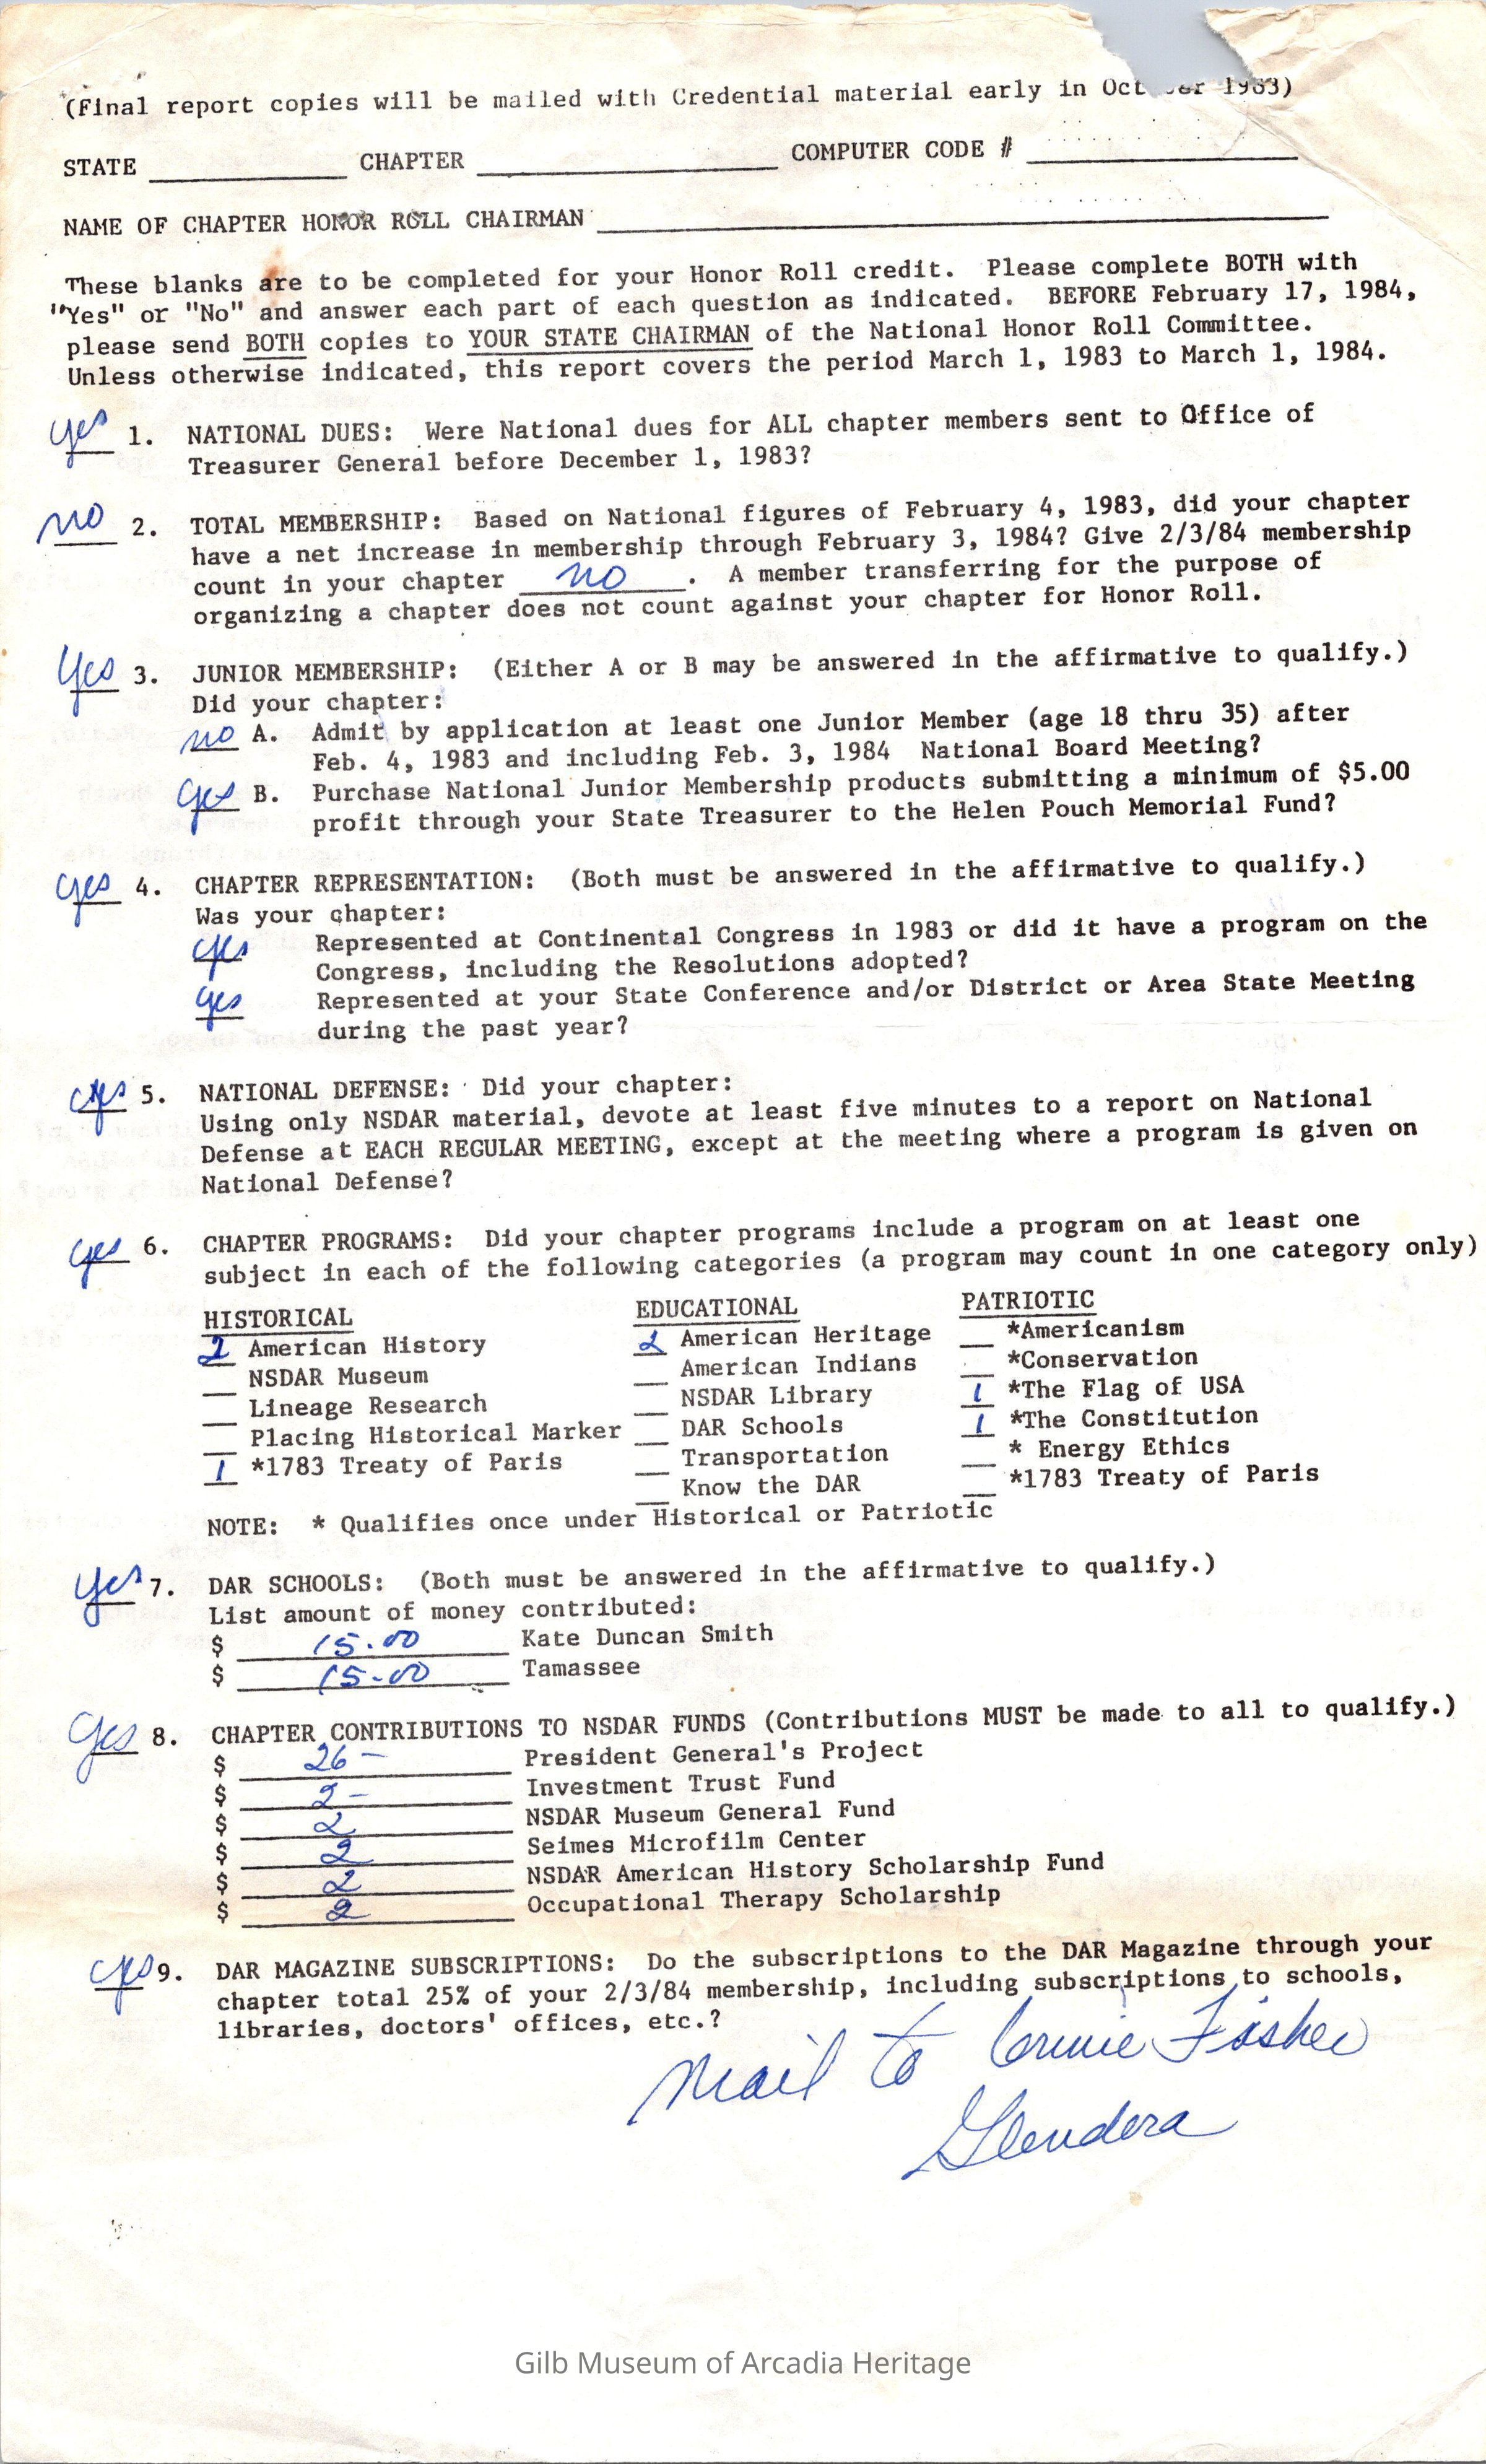 (Final report copies will be mailed with Credential material early in October 1983)
STATE CHAPTER COMPUTER CODE #
NAME OF CHAPTER HONOR ROLL CHAIRMAN
These blanks are to be completed for your Honor Roll credit. Please complete BOTH with
"Yes" or "No" and answer each part of each question as indicated. BEFORE February 17, 1984,
please send BOTH copies to YOUR STATE CHAIRMAN of the National Honor Roll Committee.
Unless otherwise indicated, this report covers the period March 1, 1983 to March 1, 1984.
yes 1. NATIONAL DUES: Were National dues for ALL chapter members sent to Office of
Treasurer General before December 1, 1983?
no 2. TOTAL MEMBERSHIP: Based on National figures of February 4, 1983, did your chapter
have a net increase in membership through February 3, 1984? Give 2/3/84 membership
count in your chapter no . A member transferring for the purpose of
organizing a chapter does not count against your chapter for Honor Roll.
Yes 3. JUNIOR MEMBERSHIP: (Either A or B may be answered in the affirmative to qualify.)
Did your chapter:
no A. Admit by application at least one Junior Member (age 18 thru 35) after
Feb. 4, 1983 and including Feb. 3, 1984 National Board Meeting?
yes B. Purchase National Junior Membership products submitting a minimum of $5.00
profit through your State Treasurer to the Helen Pouch Memorial Fund?
yes 4. CHAPTER REPRESENTATION: (Both must be answered in the affirmative to qualify.)
Was your chapter:
yes Represented at Continental Congress in 1983 or did it have a program on the
Congress, including the Resolutions adopted?
yes Represented at your State Conference and/or District or Area State Meeting
during the past year?
yes 5. NATIONAL DEFENSE: Did your chapter:
Using only NSDAR material, devote at least five minutes to a report on National
Defense at EACH REGULAR MEETING, except at the meeting where a program is given on
National Defense?
yes 6. CHAPTER PROGRAMS: Did your chapter programs include a program on at least one
subject in each of the following categories (a program may count in one category only)
HISTORICAL EDUCATIONAL PATRIOTIC
2 American History 2 American Heritage *Americanism
NSDAR Museum American Indians *Conservation
Lineage Research NSDAR Library 1 *The Flag of USA
Placing Historical Marker DAR Schools 1 *The Constitution
1 *1783 Treaty of Paris Transportation * Energy Ethics
Know the DAR *1783 Treaty of Paris
NOTE: * Qualifies once under Historical or Patriotic
yes 7. DAR SCHOOLS: (Both must be answered in the affirmative to qualify.)
List amount of money contributed:
$ 15.00 Kate Duncan Smith
$ 15.00 Tamassee
Yes 8. CHAPTER CONTRIBUTIONS TO NSDAR FUNDS (Contributions MUST be made to all to qualify.)
$ 26- President General's Project
$ 2- Investment Trust Fund
$ 2 NSDAR Museum General Fund
$ 2 Seimes Microfilm Center
$ 2 NSDAR American History Scholarship Fund
$ 2 Occupational Therapy Scholarship
yes 9. DAR MAGAZINE SUBSCRIPTIONS: Do the subscriptions to the DAR Magazine through your
chapter total 25% of your 2/3/84 membership, including subscriptions to schools,
libraries, doctors' offices, etc.?
Mail to Connie Fisher
Glendora
Gilb Museum of Arcadia Heritage